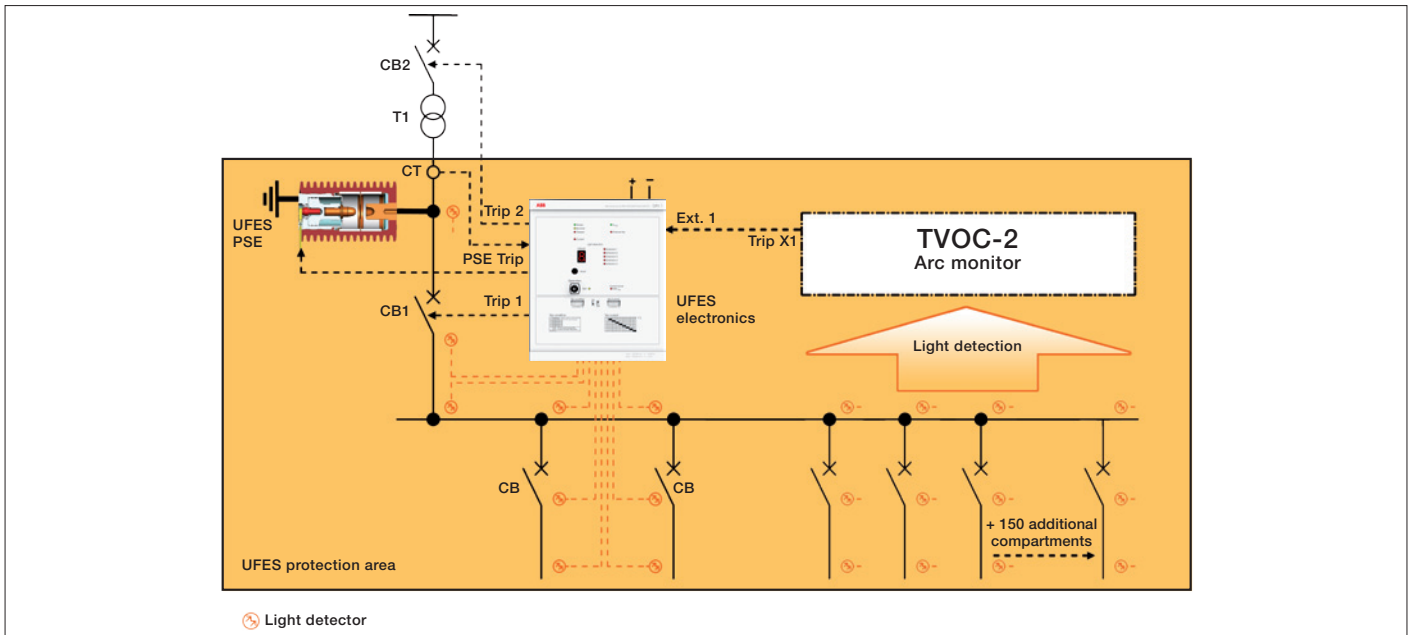 CB2
T1
CT
UFES
PSE
Trip 2
PSE Trip
Trip 1
CB1
ABB
+ −
Ext. 1
Trip X1
TVOC-2
Arc monitor
UFES
electronics
Light detection
CB
CB
+ 150 additional
compartments
UFES protection area
Light detector